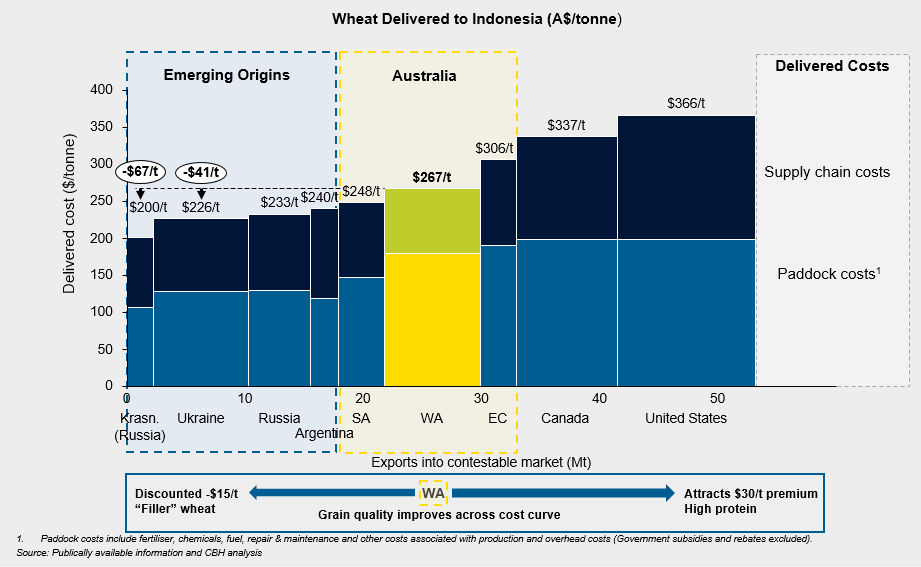 Wheat Delivered to Indonesia (A$/tonne)
Emerging Origins
Australia
Delivered Costs
Delivered cost ($/tonne)
400
350
300
250
200
150
100
50
0
-$67/t
-$41/t
$200/t
$226/t
$233/t
$240/t
$248/t
$267/t
$306/t
$337/t
$366/t
Supply chain costs
Paddock costs1
0 10 20 30 40 50
Krasn.
(Russia)
Ukraine
Russia
Argentina
SA
WA
EC
Canada
United States
Exports into contestable market (Mt)
Discounted -$15/t
“Filler” wheat
WA
Grain quality improves across cost curve
Attracts $30/t premium
High protein
1. Paddock costs include fertiliser, chemicals, fuel, repair & maintenance and other costs associated with production and overhead costs (Government subsidies and rebates excluded).
Source: Publically available information and CBH analysis